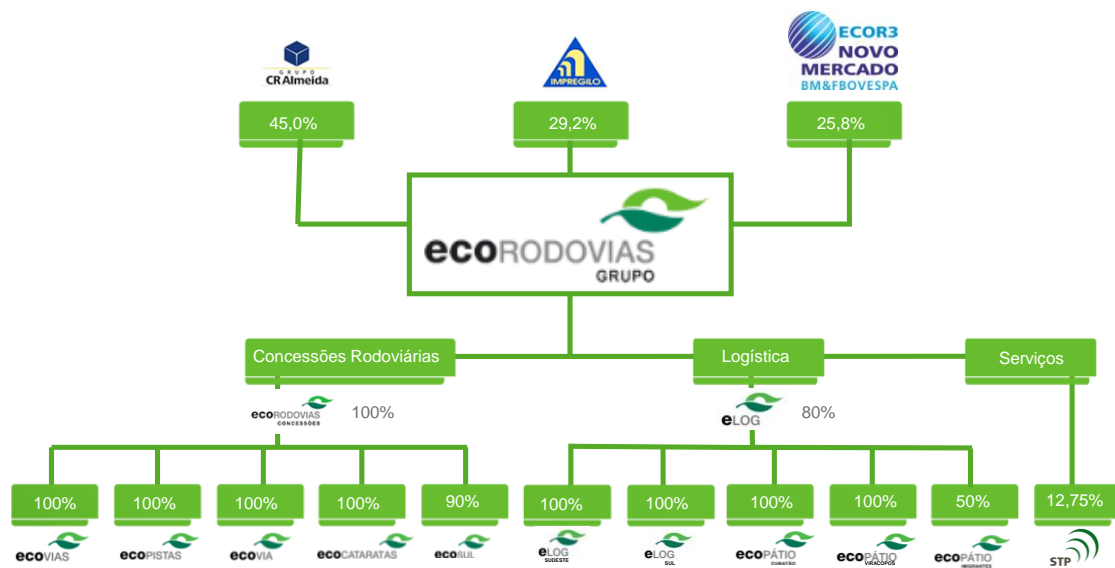 GRUPO
CR Almeida
IMPREGILO
ECOR3
NOVO
MERCADO
BM&FBOVESPA
45,0%
29,2%
25,8%
ecoRODOVIAS
GRUPO
Concessões Rodoviárias
Logística
Serviços
ecoRODOVIAS
CONCESSÕES
100%
eLOG
80%
100%
100%
100%
100%
90%
100%
100%
100%
100%
50%
12,75%
ecoVIAS
ecoPISTAS
ecoVIA
ecoCATARATAS
ecoSUL
eLOG
SUDESTE
eLOG
SUL
ecoPÁTIO
CUBATÃO
ecoPÁTIO
VIRACOPOS
ecoPÁTIO
IMIGRANTES
STP